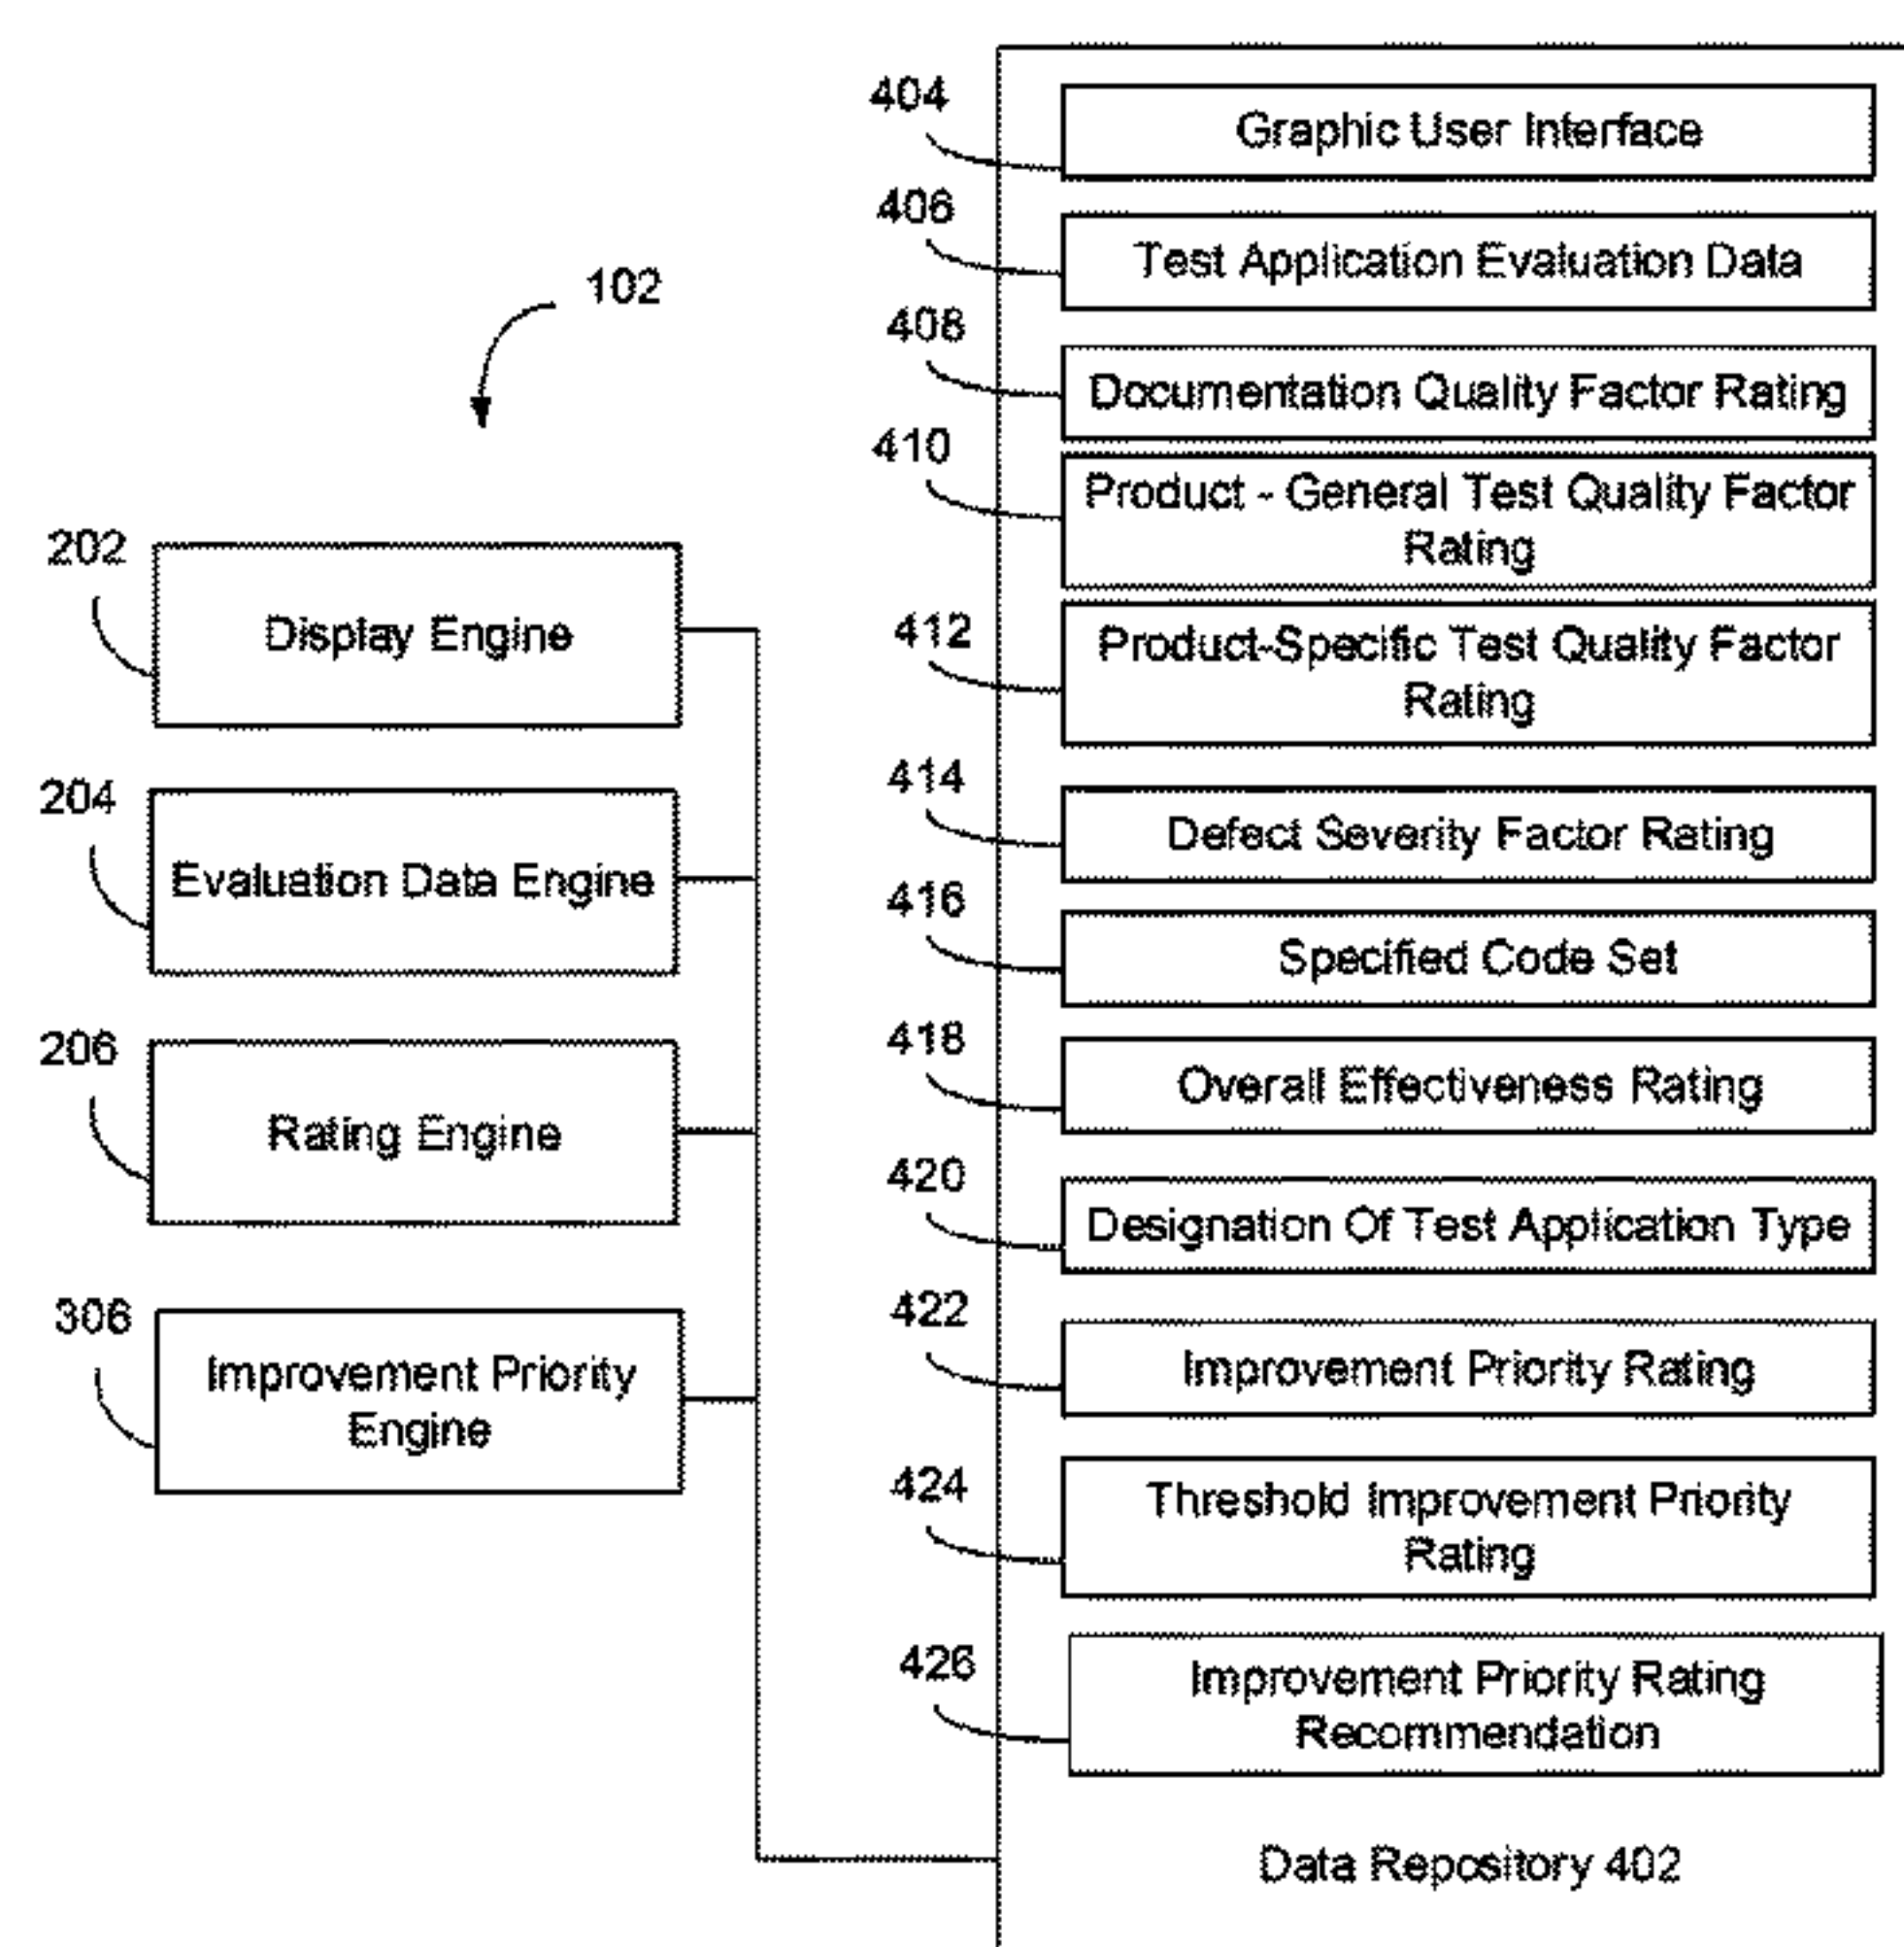 102
202
Display Engine
204
Evaluation Data Engine
206
Rating Engine
306
Improvement Priority
Engine
404
Graphic User Interface
406
Test Application Evaluation Data
408
Documentation Quality Factor Rating
410
Product - General Test Quality Factor
Rating
412
Product-Specific Test Quality Factor
Rating
414
Defect Severity Factor Rating
416
Specified Code Set
418
Overall Effectiveness Rating
420
Designation Of Test Application Type
422
Improvement Priority Rating
424
Threshold Improvement Priority
Rating
426
Improvement Priority Rating
Recommendation
Data Repository 402